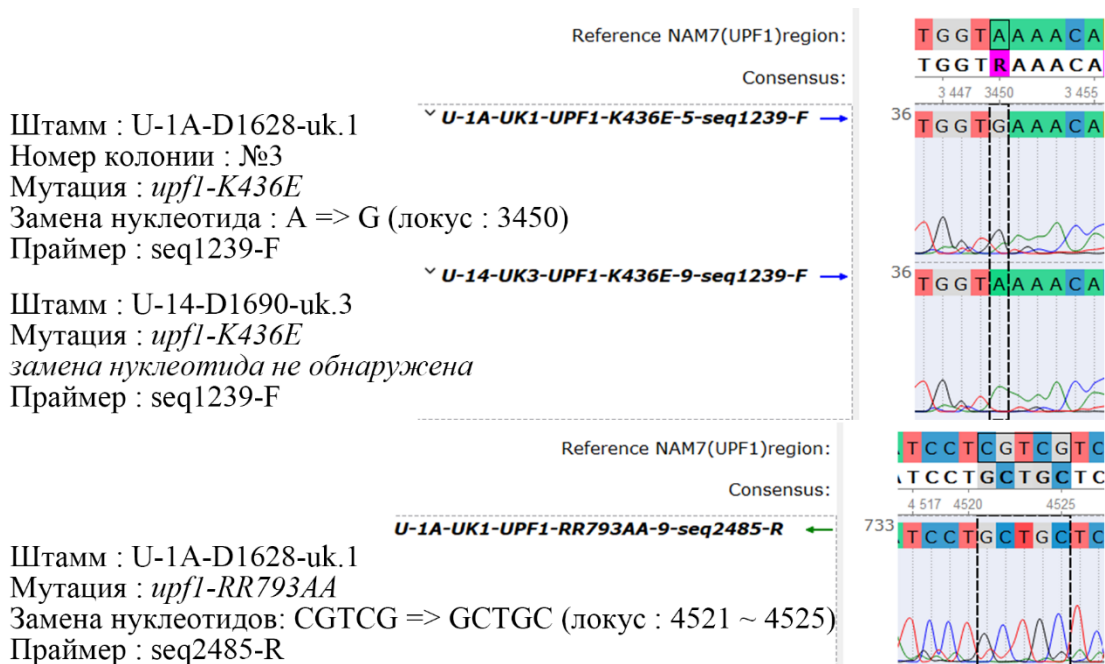 Reference NAM7(UPF1)region:
TGGTAAAACA
Consensus:
TGGTRAAACA
3 447 3450 3 455
U-1A-UK1-UPF1-K436E-5-seq1239-F
36
TGGTGAAACA
Штамм : U-1A-D1628-uk.1
Номер колонии : №3
Мутация : upf1-K436E
Замена нуклеотида : A => G (локус : 3450)
Праймер : seq1239-F
U-14-UK3-UPF1-K436E-9-seq1239-F
36
TGGTAAAACA
Штамм : U-14-D1690-uk.3
Мутация : upf1-K436E
замена нуклеотида не обнаружена
Праймер : seq1239-F
Reference NAM7(UPF1)region:
TCCTCGTCGTC
Consensus:
TCCTGCTGCTC
4 517 4520 4525
U-1A-UK1-UPF1-RR793AA-9-seq2485-R
733
TCCTGCTGCTC
Штамм : U-1A-D1628-uk.1
Мутация : upf1-RR793AA
Замена нуклеотидов: CGTCG => GCTGC (локус : 4521 ~ 4525)
Праймер : seq2485-R